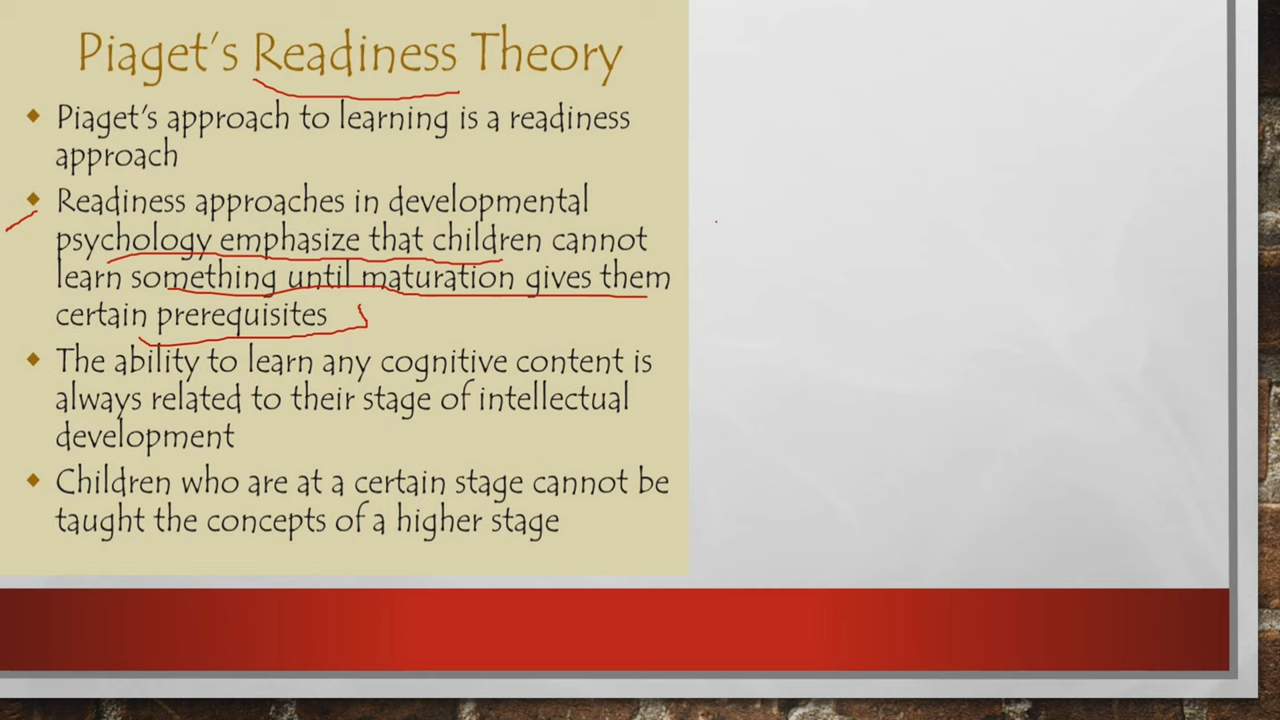 Piaget's Readiness Theory
◆ Piaget's approach to learning is a readiness
approach
◆ Readiness approaches in developmental
psychology emphasize that children cannot
learn something until maturation gives them
certain prerequisites
◆ The ability to learn any cognitive content is
always related to their stage of intellectual
development
◆ Children who are at a certain stage cannot be
taught the concepts of a higher stage